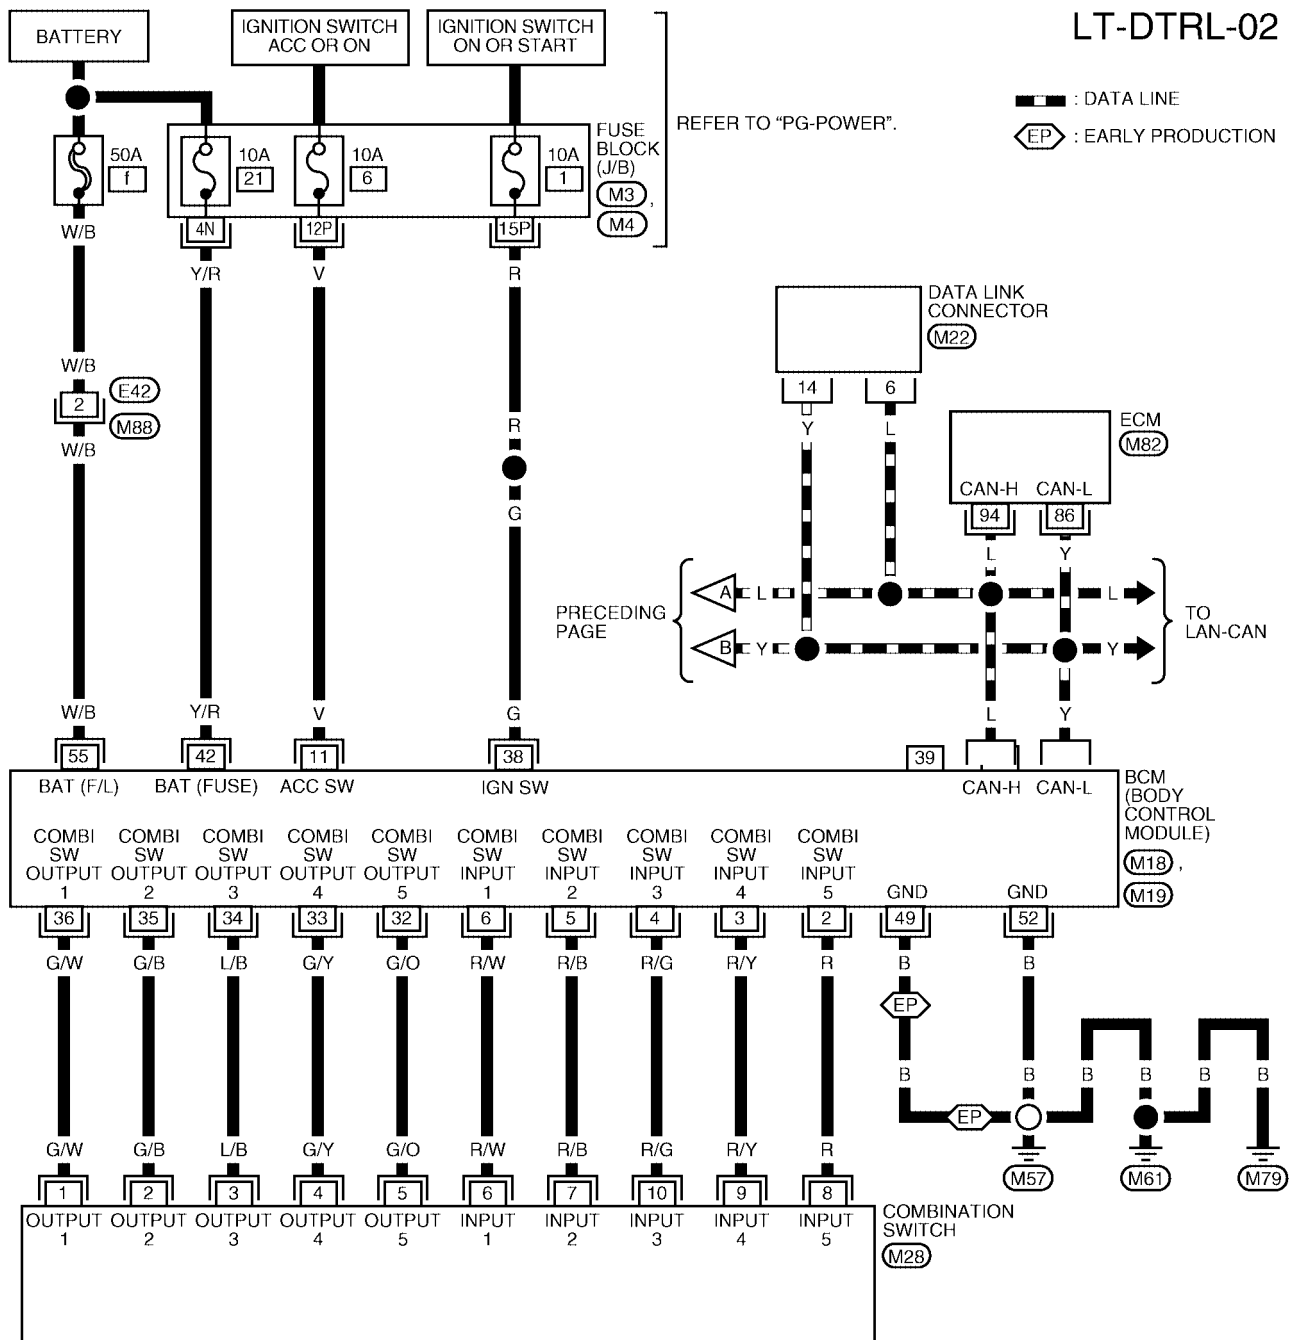 LT-DTRL-02
BATTERY
IGNITION SWITCH
ACC OR ON
IGNITION SWITCH
ON OR START
: DATA LINE
EP : EARLY PRODUCTION
REFER TO “PG-POWER”.
50A
f
10A
21
10A
6
10A
1
FUSE
BLOCK
(J/B)
M3 ,
M4
4N 12P 15P
W/B Y/R V R
W/B
2
E42
M88
W/B
R
G
DATA LINK
CONNECTOR
M22
14 6
Y L
ECM
M82
CAN-H CAN-L
94 86
L Y
PRECEDING
PAGE
A L L
B Y Y
TO
LAN-CAN
W/B Y/R V G L Y
55 42 11 38 39
BAT (F/L) BAT (FUSE) ACC SW IGN SW CAN-H CAN-L
BCM
(BODY
CONTROL
MODULE)
M18 ,
M19
COMBI COMBI COMBI COMBI COMBI COMBI COMBI COMBI COMBI COMBI
SW SW SW SW SW SW SW SW SW SW
OUTPUT OUTPUT OUTPUT OUTPUT OUTPUT INPUT INPUT INPUT INPUT INPUT
1 2 3 4 5 1 2 3 4 5 GND GND
36 35 34 33 32 6 5 4 3 2 49 52
G/W G/B L/B G/Y G/O R/W R/B R/G R/Y R B B
EP
B B B B B B
EP
G/W G/B L/B G/Y G/O R/W R/B R/G R/Y R
M57 M61 M79
1 2 3 4 5 6 7 10 9 8
OUTPUT OUTPUT OUTPUT OUTPUT OUTPUT INPUT INPUT INPUT INPUT INPUT
1 2 3 4 5 1 2 3 4 5
COMBINATION
SWITCH
M28